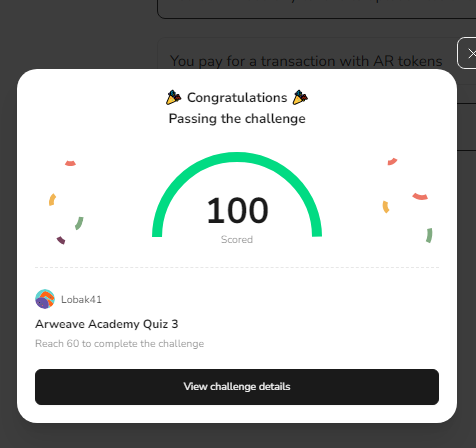 You pay for a transaction with AR tokens
Congratulations
Passing the challenge
100
Scored
Lobak41
Arweave Academy Quiz 3
Reach 60 to complete the challenge
View challenge details